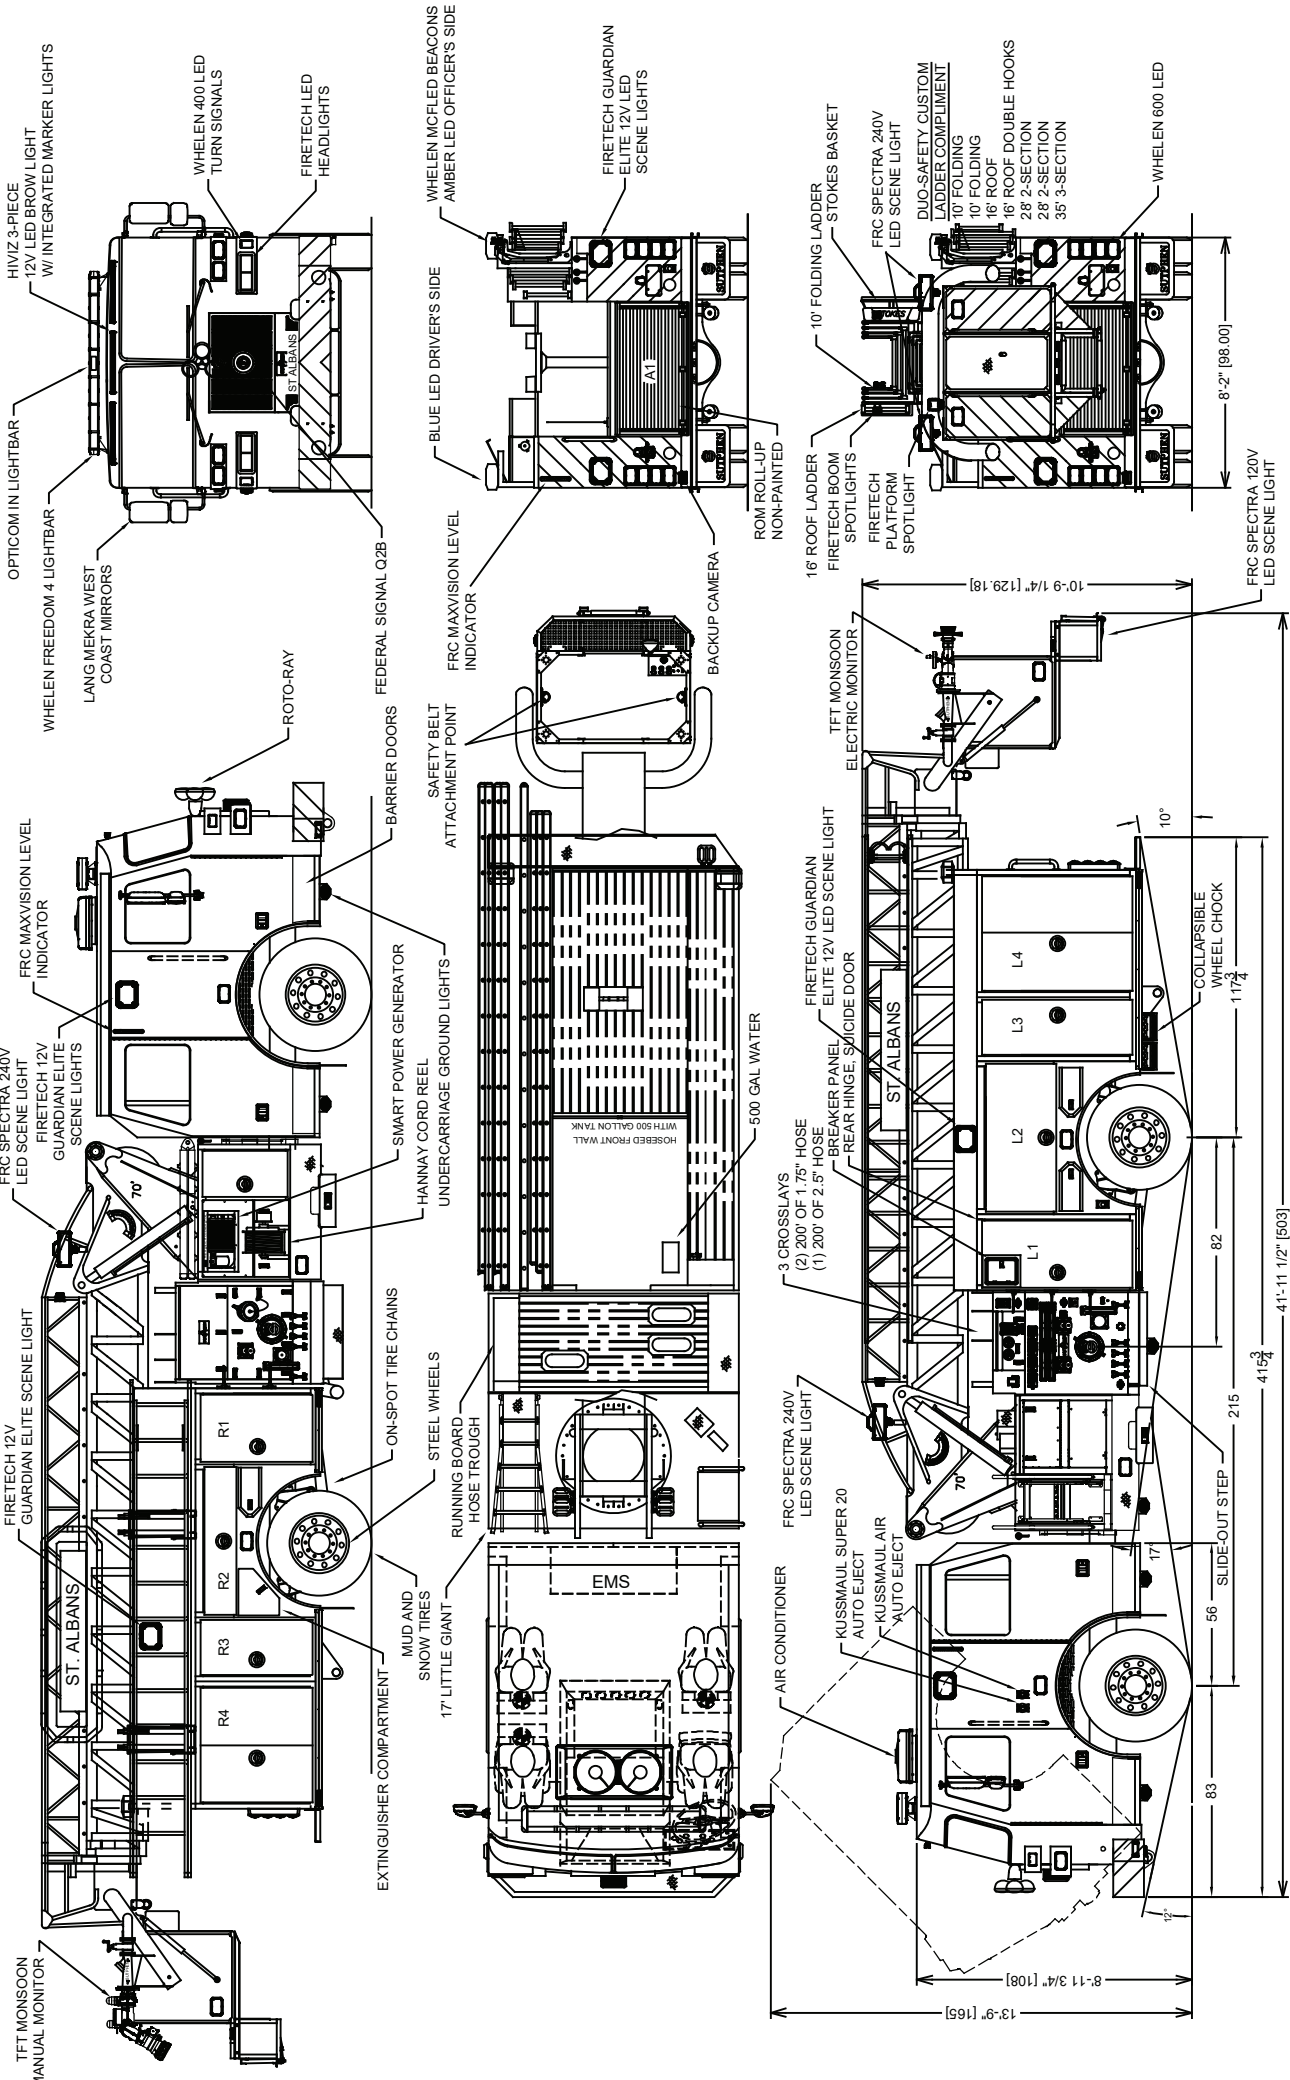 HIVIZ 3-PIECE
12V LED BROW LIGHT
W/ INTEGRATED MARKER LIGHTS
OPTICOM IN LIGHTBAR
WHELEN FREEDOM 4 LIGHTBAR
LANG MEKRA WEST
COAST MIRRORS
WHELEN 400 LED
TURN SIGNALS
FIRETECH LED
HEADLIGHTS
FEDERAL SIGNAL Q2B
ST ALBANS
WHELEN MCFLED BEACONS
AMBER LED OFFICER'S SIDE
BLUE LED DRIVER'S SIDE
FIRETECH GUARDIAN
ELITE 12V LED
SCENE LIGHTS
FRC MAXVISION LEVEL
INDICATOR
BACKUP CAMERA
ROM ROLL-UP
NON-PAINTED
A1
SUTPHEN
SUTPHEN
10' FOLDING LADDER
STOKES BASKET
FRC SPECTRA 240V
LED SCENE LIGHT
DUO-SAFETY CUSTOM
LADDER COMPLIMENT
10' FOLDING
10' FOLDING
16' ROOF
16' ROOF DOUBLE HOOKS
28' 2-SECTION
28' 2-SECTION
35' 3-SECTION
WHELEN 600 LED
16' ROOF LADDER
FIRETECH BOOM
SPOTLIGHTS
FIRETECH
PLATFORM
SPOTLIGHT
STOKES
SUTPHEN
SUTPHEN
8'-2" [98.00]
FRC SPECTRA 240V
LED SCENE LIGHT
FIRETECH 12V
GUARDIAN ELITE
SCENE LIGHTS
FRC MAXVISION LEVEL
INDICATOR
ROTO-RAY
BARRIER DOORS
SMART POWER GENERATOR
HANNAY CORD REEL
UNDERCARRIAGE GROUND LIGHTS
70°
TFT MONSOON
MANUAL MONITOR
FIRETECH 12V
GUARDIAN ELITE SCENE LIGHT
ST. ALBANS
R4
R3
R2
R1
ON-SPOT TIRE CHAINS
STEEL WHEELS
MUD AND
SNOW TIRES
EXTINGUISHER COMPARTMENT
SAFETY BELT
ATTACHMENT POINT
17' LITTLE GIANT
RUNNING BOARD
HOSE TROUGH
EMS
HOSEBED FRONT WALL
WITH 500 GALLON TANK
500 GAL WATER
TFT MONSOON
ELECTRIC MONITOR
FRC SPECTRA 120V
LED SCENE LIGHT
10'-9 1/4" [129.18]
FIRETECH GUARDIAN
ELITE 12V LED SCENE LIGHT
3 CROSSLAYS
(2) 200' OF 1.75" HOSE
(1) 200' OF 2.5" HOSE
BREAKER PANEL
REAR HINGE, SUICIDE DOOR
ST. ALBANS
L1
L2
L3
L4
COLLAPSIBLE
WHEEL CHOCK
10°
FRC SPECTRA 240V
LED SCENE LIGHT
70°
AIR CONDITIONER
KUSSMAUL SUPER 20
AUTO EJECT
KUSSMAUL AIR
AUTO EJECT
SLIDE-OUT STEP
17°
12°
83
56
82
117 3/4
215
415 3/4
41'-11 1/2" [503]
8'-11 3/4" [108]
13'-9" [165]